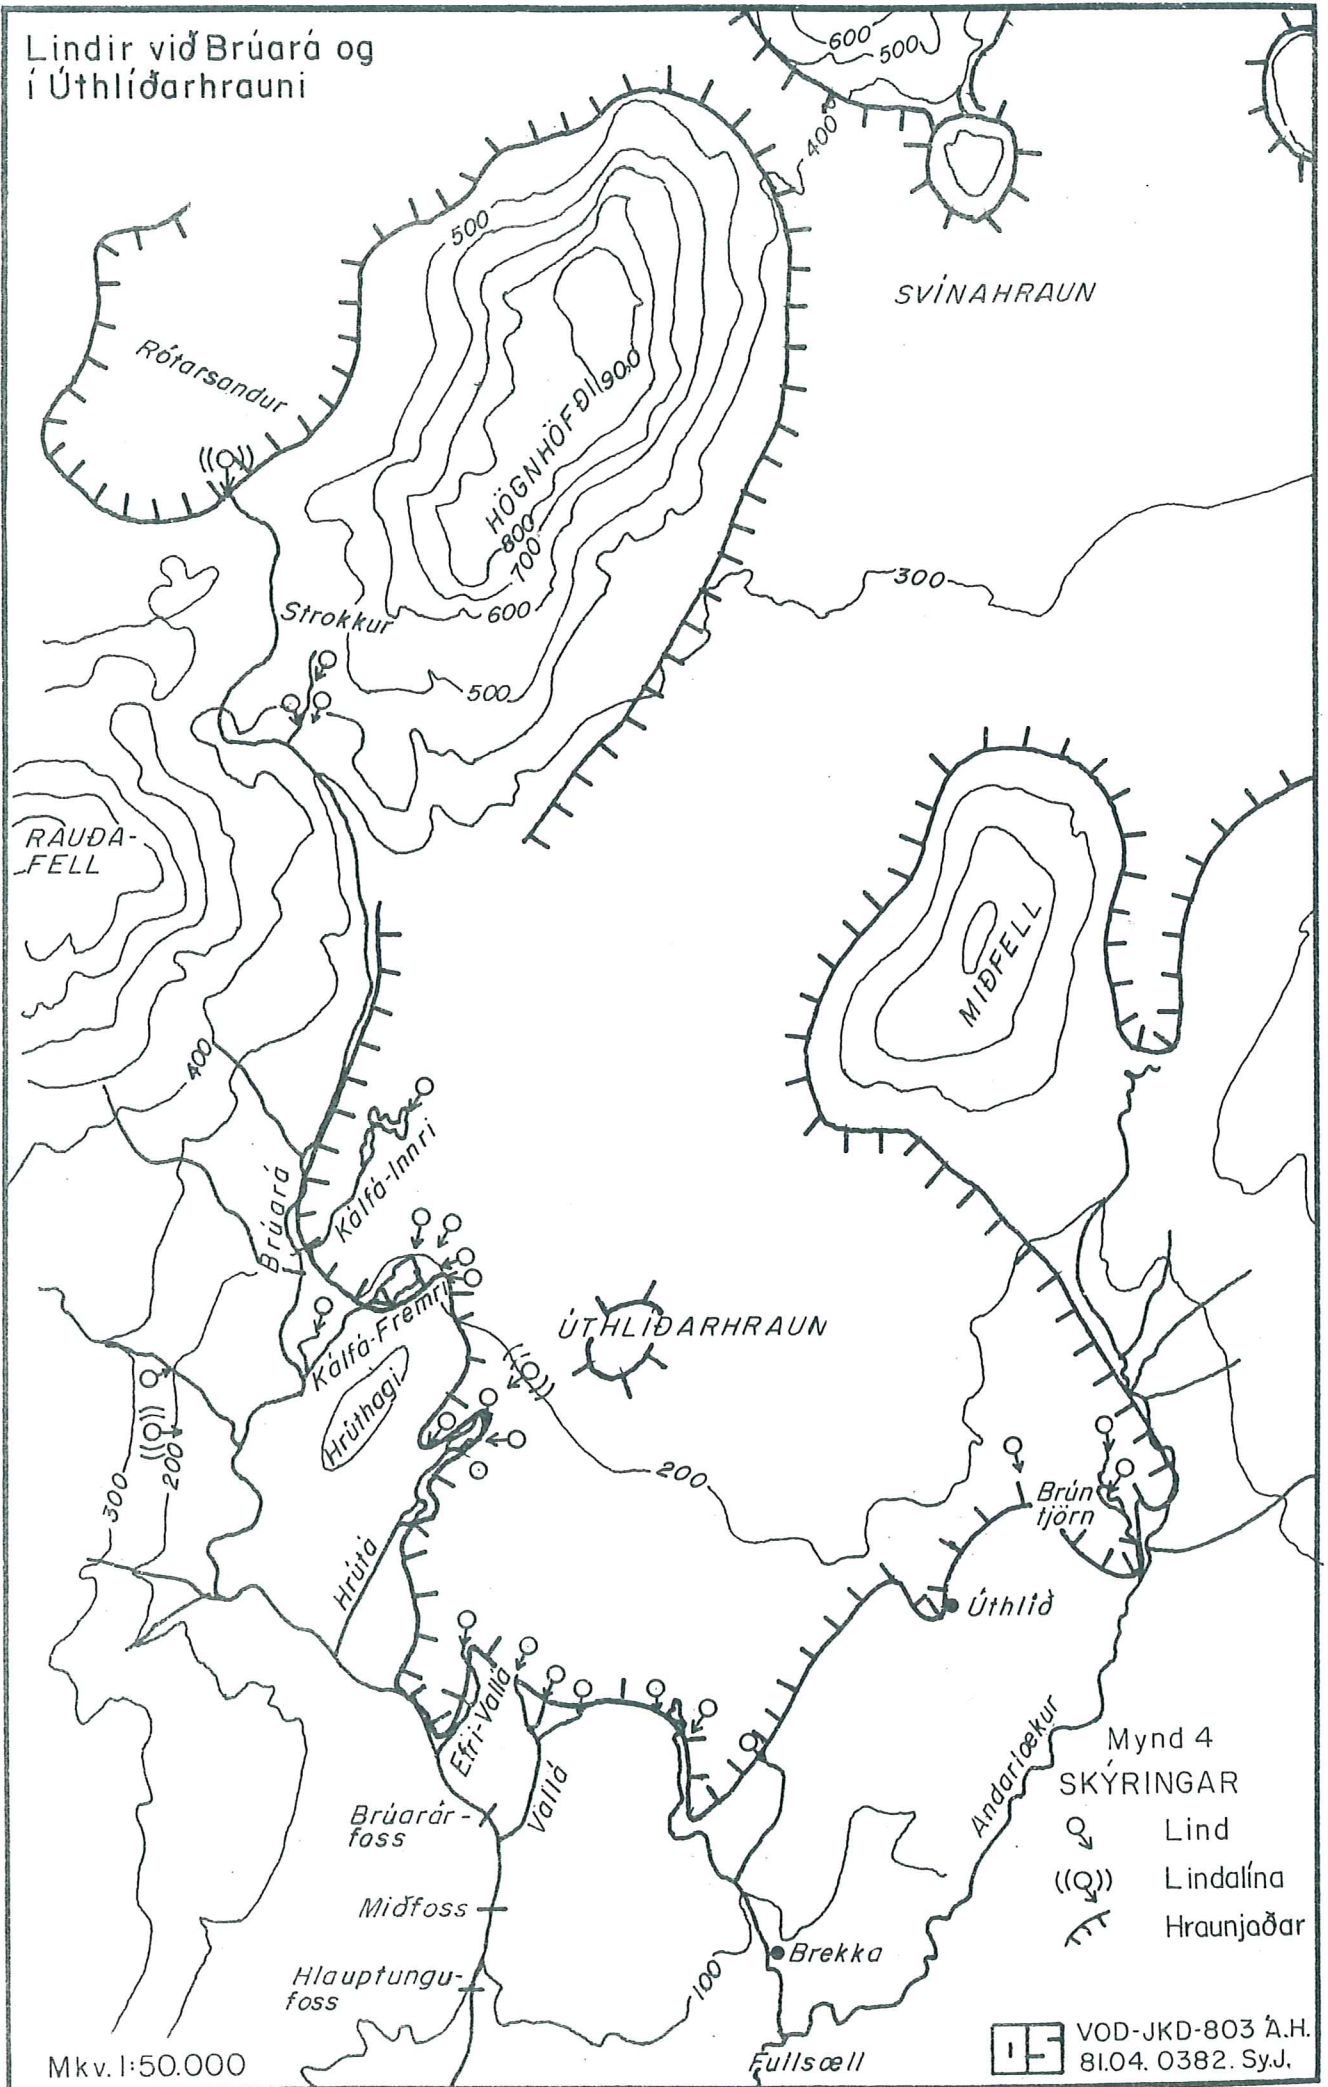 Lindir við Brúará og
í Úthlíðarhrauni
600
500
400
500
SVÍNAHRAUN
Rótarsandur
900
HÖGNHÖFÐI
800
700
600
300
Strokkur
500
RAUÐA-
FELL
MIÐFELL
400
Kálfá-Innri
Brúará
Kálfá-Fremri
ÚTHLÍÐARHRAUN
Hrúthagi
300
200
200
Brún
tjörn
Hrútá
Úthlíð
Efri-Vallá
Vallá
Andarlækur
Brúarár-
foss
Miðfoss
Hlauptungu-
foss
100
Brekka
Fullsæll
Mynd 4
SKÝRINGAR
Lind
Lindalína
Hraunjaðar
Mkv. 1:50.000
OS
VOD-JKD-803 Á.H.
81.04. 0382. Sy.J.